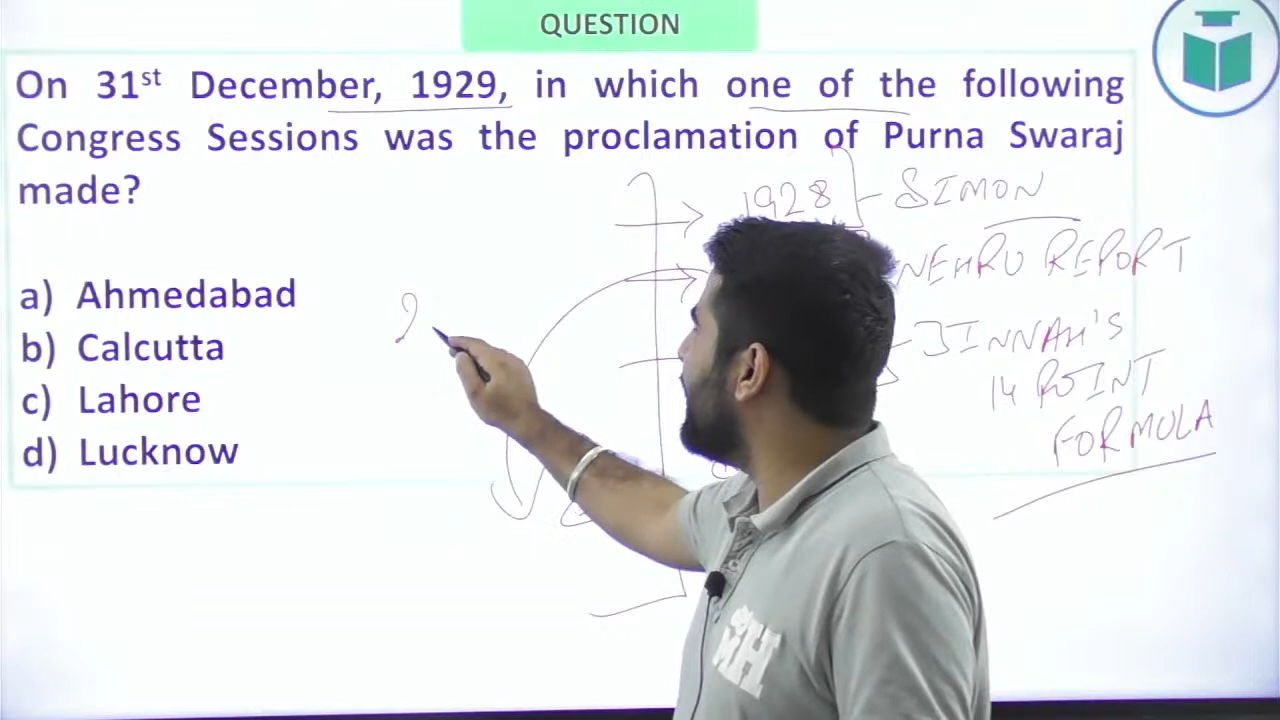 QUESTION
On 31st December, 1929, in which one of the following
Congress Sessions was the proclamation of Purna Swaraj
made?
1928 - SIMON
NEHRU REPORT
a) Ahmedabad
b) Calcutta
c) Lahore
d) Lucknow
- JINNAH'S
14 POINT
FORMULA
MH